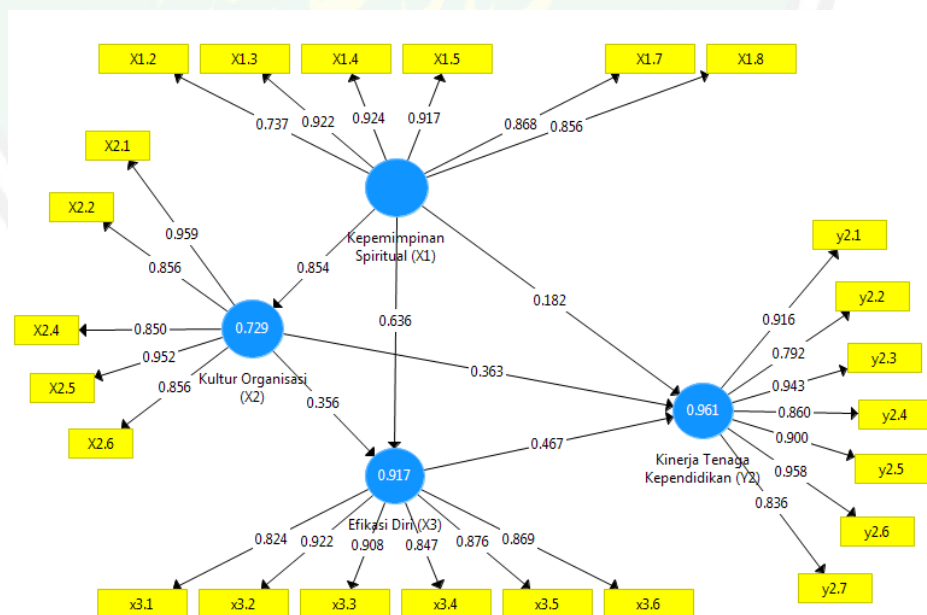 X1.2
X1.3
X1.4
X1.5
X1.7
X1.8
0.737
0.922
0.924
0.917
0.868
0.856
X2.1
X2.2
X2.4
X2.5
X2.6
0.959
0.856
0.850
0.952
0.856
Kepemimpinan
Spiritual (X1)
0.854
0.636
0.182
0.729
Kultur Organisasi
(X2)
0.363
0.356
0.467
0.917
Efikasi Diri (X3)
0.961
Kinerja Tenaga
Kependidikan (Y2)
y2.1
y2.2
y2.3
y2.4
y2.5
y2.6
y2.7
0.916
0.792
0.943
0.860
0.900
0.958
0.836
0.824
0.922
0.908
0.847
0.876
0.869
x3.1
x3.2
x3.3
x3.4
x3.5
x3.6